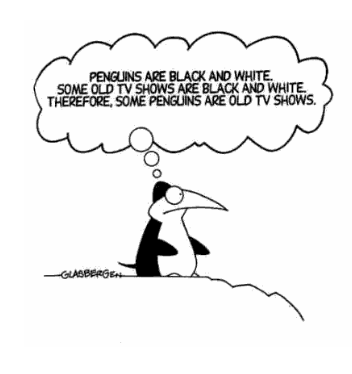 PENGUINS ARE BLACK AND WHITE.
SOME OLD TV SHOWS ARE BLACK AND WHITE.
THEREFORE, SOME PENGUINS ARE OLD TV SHOWS.
GLASBERGEN